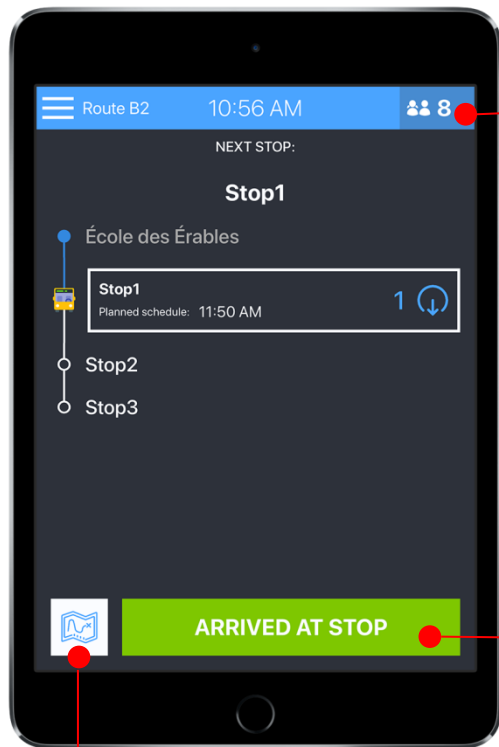 Route B2 10:56 AM 8
NEXT STOP:
Stop1
École des Érables
Stop1
Planned schedule: 11:50 AM 1
Stop2
Stop3
ARRIVED AT STOP